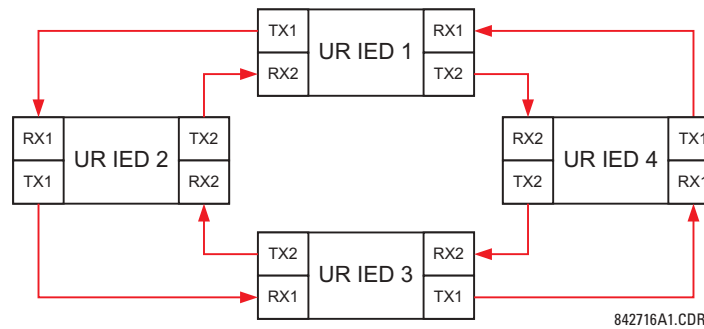 TX1
UR IED 1
RX1
RX2
TX2
RX1
UR IED 2
TX2
TX1
RX2
RX2
UR IED 4
TX1
TX2
RX1
TX2
UR IED 3
RX2
RX1
TX1
842716A1.CDR